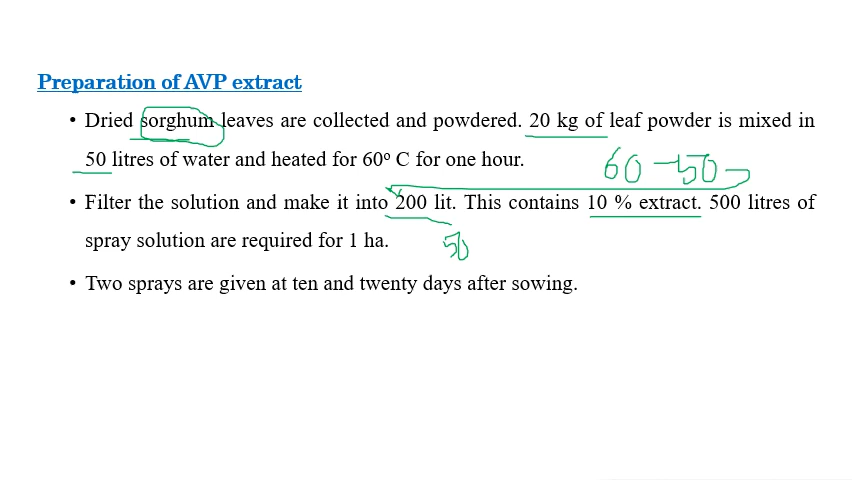 Preparation of AVP extract
• Dried sorghum leaves are collected and powdered. 20 kg of leaf powder is mixed in
50 litres of water and heated for 60° C for one hour.
60 – 50
• Filter the solution and make it into 200 lit. This contains 10 % extract. 500 litres of
spray solution are required for 1 ha.
50
• Two sprays are given at ten and twenty days after sowing.